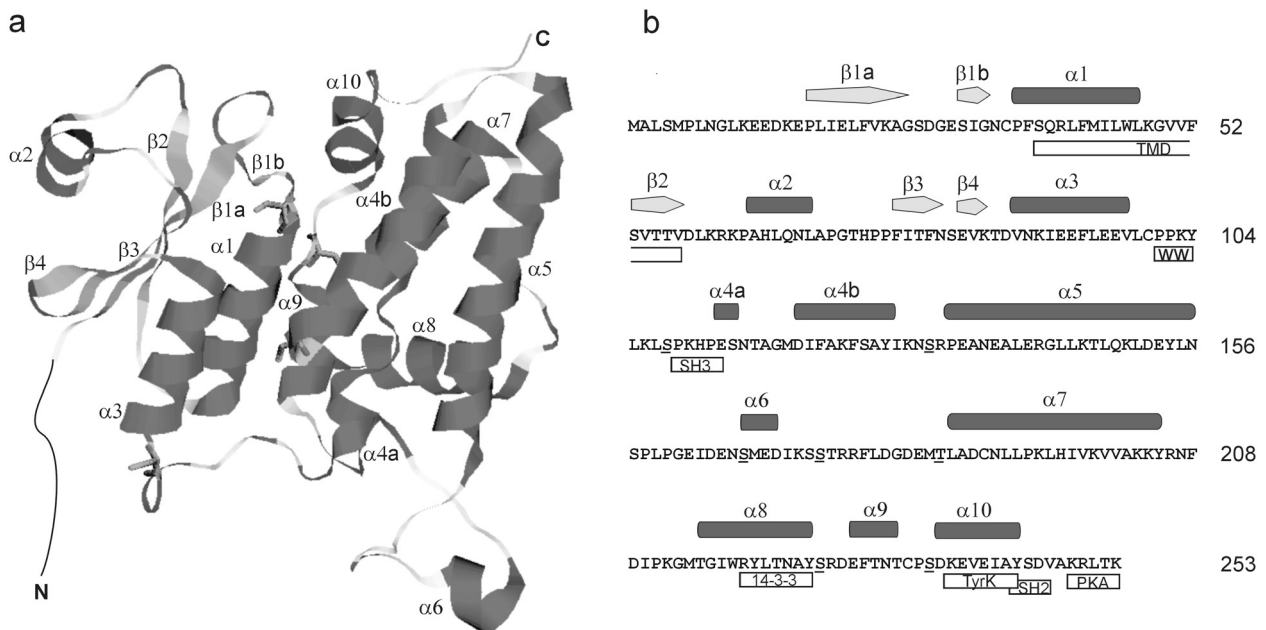 a
b
C
α10
α7
α2
β2
β1b
α4b
β1a
α1
β3
β4
α5
α9
α8
α3
α4a
α6
N
β1a β1b α1
MALSMPLNGLKEEDKEPLIELFVKAGSDGESIGNCPFSQRLFMILWLKGVVF 52
TMD
β2 α2 β3 β4 α3
SVTTVDLKRKPAHLQNLAPGTHPPFITFNSEVKTDVNKIEEFLEEVLCPPKY 104
WW
α4a α4b α5
LKLSPKHPESNTAGMDIFAKFSAYIKNSRPEANEALERGLLKTLQKLDEYLN 156
SH3
α6 α7
SPLPGEIDENSMEDIKSSTRRFLDGDEMTLADCNLLPKLHIVKVVAKKYRNF 208
α8 α9 α10
DIPKGMTGIWRYLTNAYSRDEFTNTCPSDKEVEIAYSDVAKRLTK 253
14-3-3 TyrK SH2 PKA